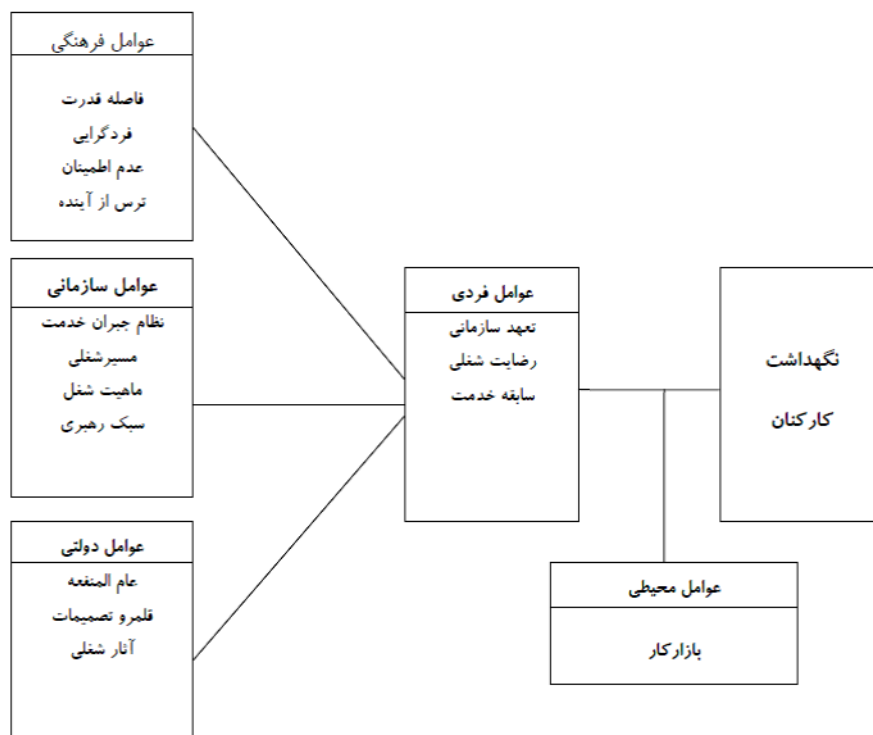 عوامل فرهنگی
فاصله قدرت
فردگرایی
عدم اطمینان
ترس از آینده
عوامل سازمانی
نظام جبران خدمت
مسیرشغلی
ماهیت شغل
سبک رهبری
عوامل دولتی
عام المنفعه
قلمرو تصمیمات
آثار شغلی
عوامل فردی
تعهد سازمانی
رضایت شغلی
سابقه خدمت
نگهداشت
کارکنان
عوامل محیطی
بازارکار